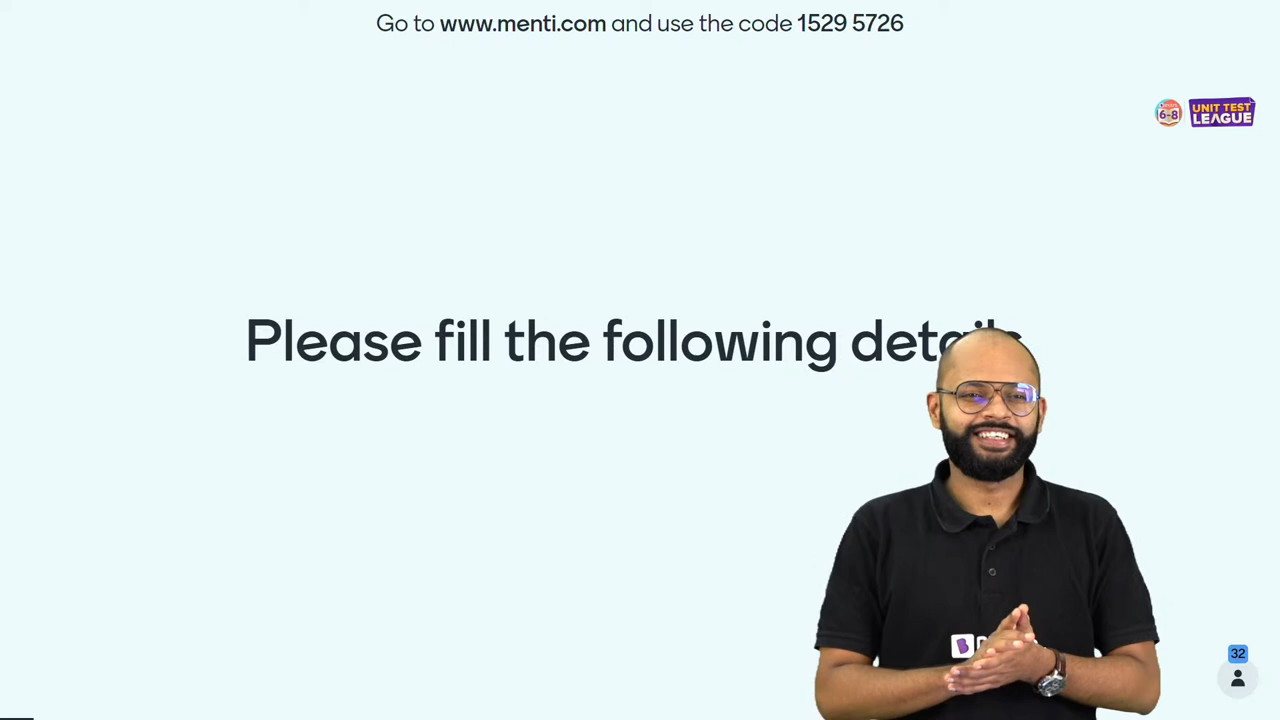 Go to www.menti.com and use the code 1529 5726
6-8
UNIT TEST
LEAGUE
Please fill the following details
32